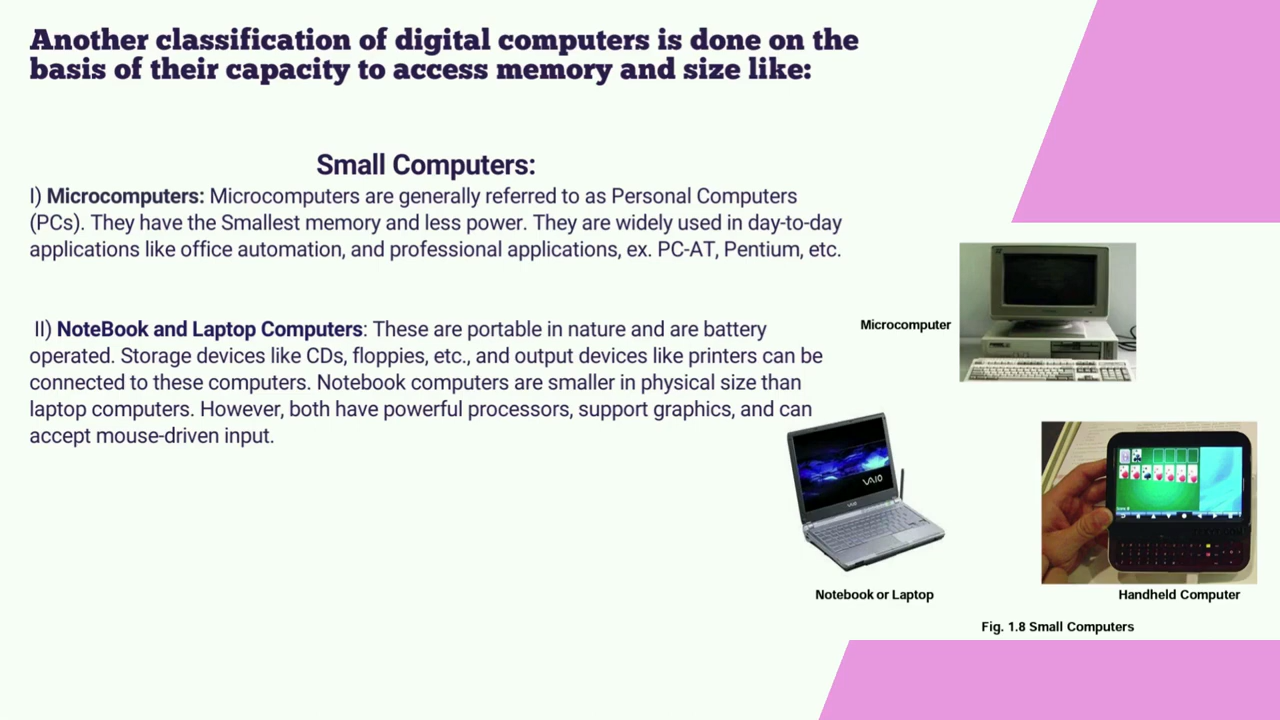 Another classification of digital computers is done on the
basis of their capacity to access memory and size like:
Small Computers:
I) Microcomputers: Microcomputers are generally referred to as Personal Computers
(PCs). They have the Smallest memory and less power. They are widely used in day-to-day
applications like office automation, and professional applications, ex. PC-AT, Pentium, etc.
II) NoteBook and Laptop Computers: These are portable in nature and are battery
operated. Storage devices like CDs, floppies, etc., and output devices like printers can be
connected to these computers. Notebook computers are smaller in physical size than
laptop computers. However, both have powerful processors, support graphics, and can
accept mouse-driven input.
Microcomputer
VAIO
VAIO
Notebook or Laptop
Handheld Computer
Fig. 1.8 Small Computers